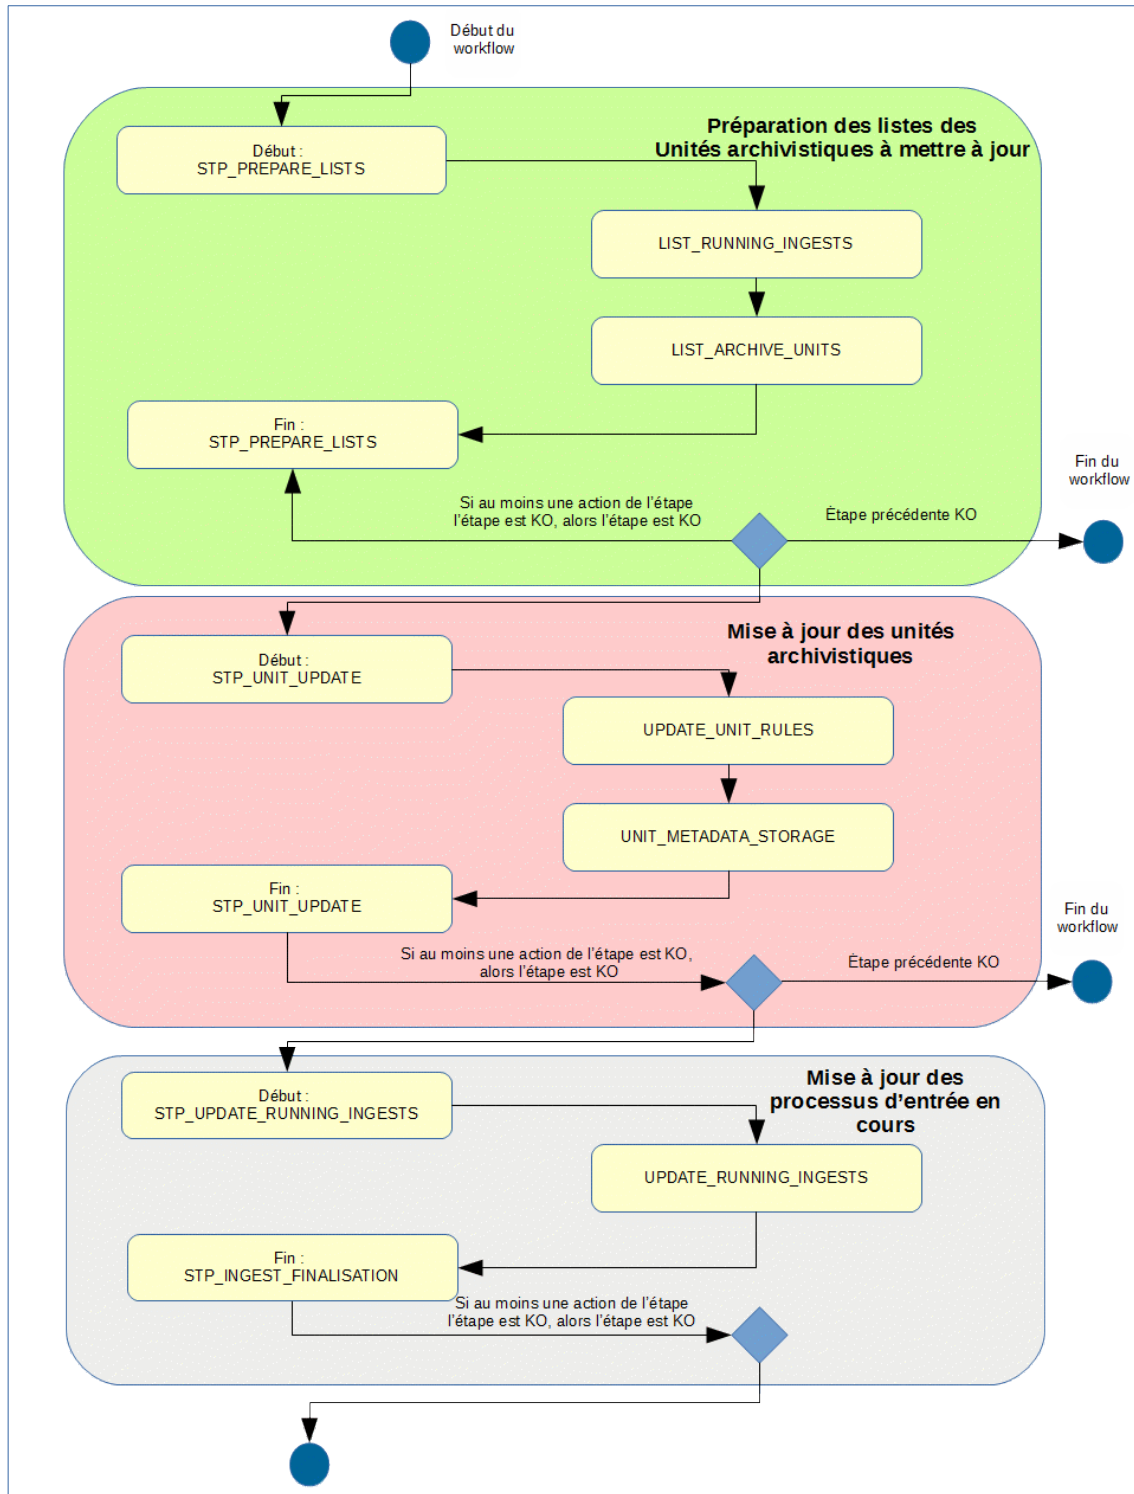 Début du
workflow
Préparation des listes des
Unités archivistiques à mettre à jour
Début :
STP_PREPARE_LISTS
LIST_RUNNING_INGESTS
LIST_ARCHIVE_UNITS
Fin :
STP_PREPARE_LISTS
Fin du
workflow
Si au moins une action de l'étape
l'étape est KO, alors l'étape est KO
Étape précédente KO
Mise à jour des unités
archivistiques
Début :
STP_UNIT_UPDATE
UPDATE_UNIT_RULES
UNIT_METADATA_STORAGE
Fin :
STP_UNIT_UPDATE
Fin du
workflow
Si au moins une action de l'étape est KO,
alors l'étape est KO
Étape précédente KO
Mise à jour des
processus d'entrée en
cours
Début :
STP_UPDATE_RUNNING_INGESTS
UPDATE_RUNNING_INGESTS
Fin :
STP_INGEST_FINALISATION
Si au moins une action de l'étape
l'étape est KO, alors l'étape est KO